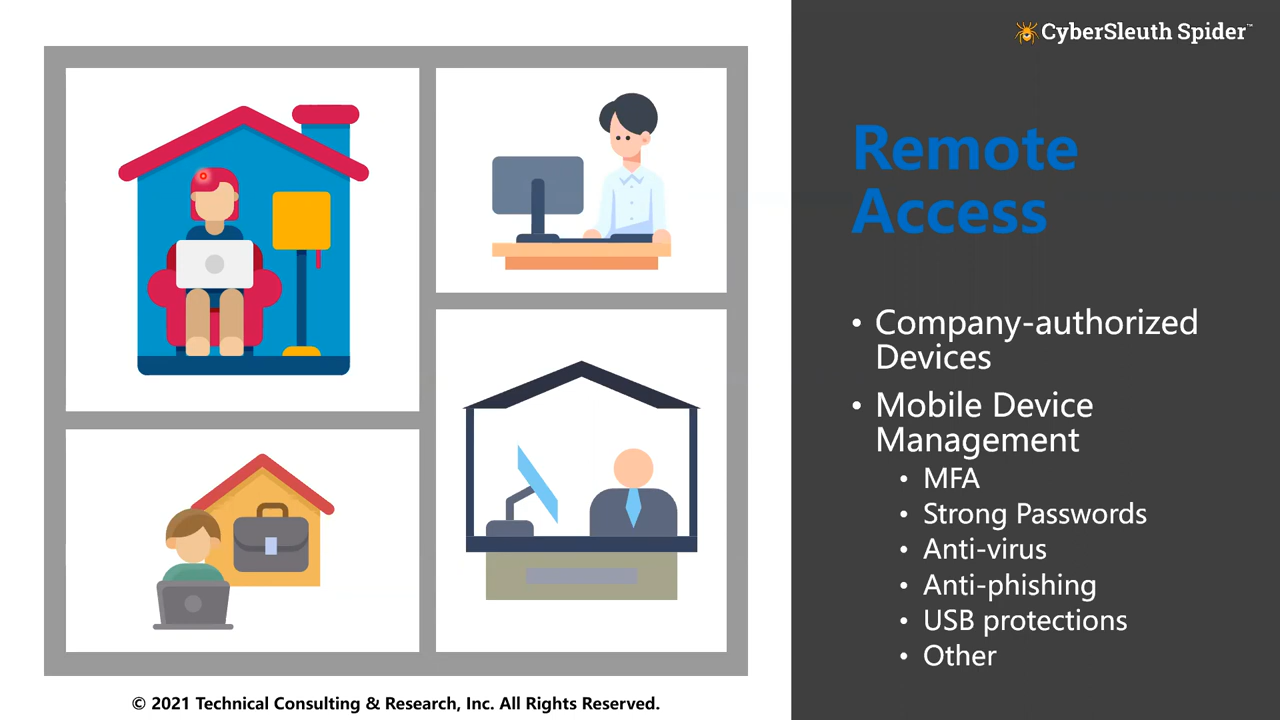 CyberSleuth Spider™
Remote
Access
• Company-authorized
Devices
• Mobile Device
Management
• MFA
• Strong Passwords
• Anti-virus
• Anti-phishing
• USB protections
• Other
© 2021 Technical Consulting & Research, Inc. All Rights Reserved.